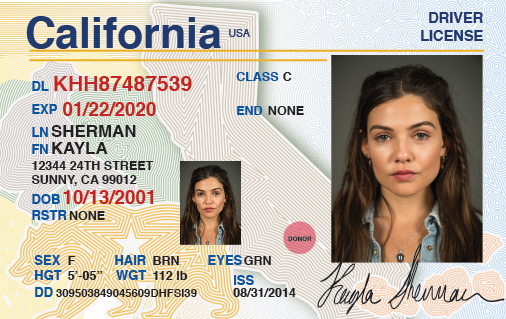 California USA
DRIVER LICENSE
DL KHH87487539
CLASS C
EXP 01/22/2020
END NONE
LN SHERMAN
FN KAYLA
12344 24TH STREET
SUNNY, CA 99012
DOB 10/13/2001
RSTR NONE
DONOR
SEX F HAIR BRN EYES GRN
HGT 5'-05" WGT 112 lb
ISS
08/31/2014
DD 309503849045609DHFSI39
Kayla Sherman